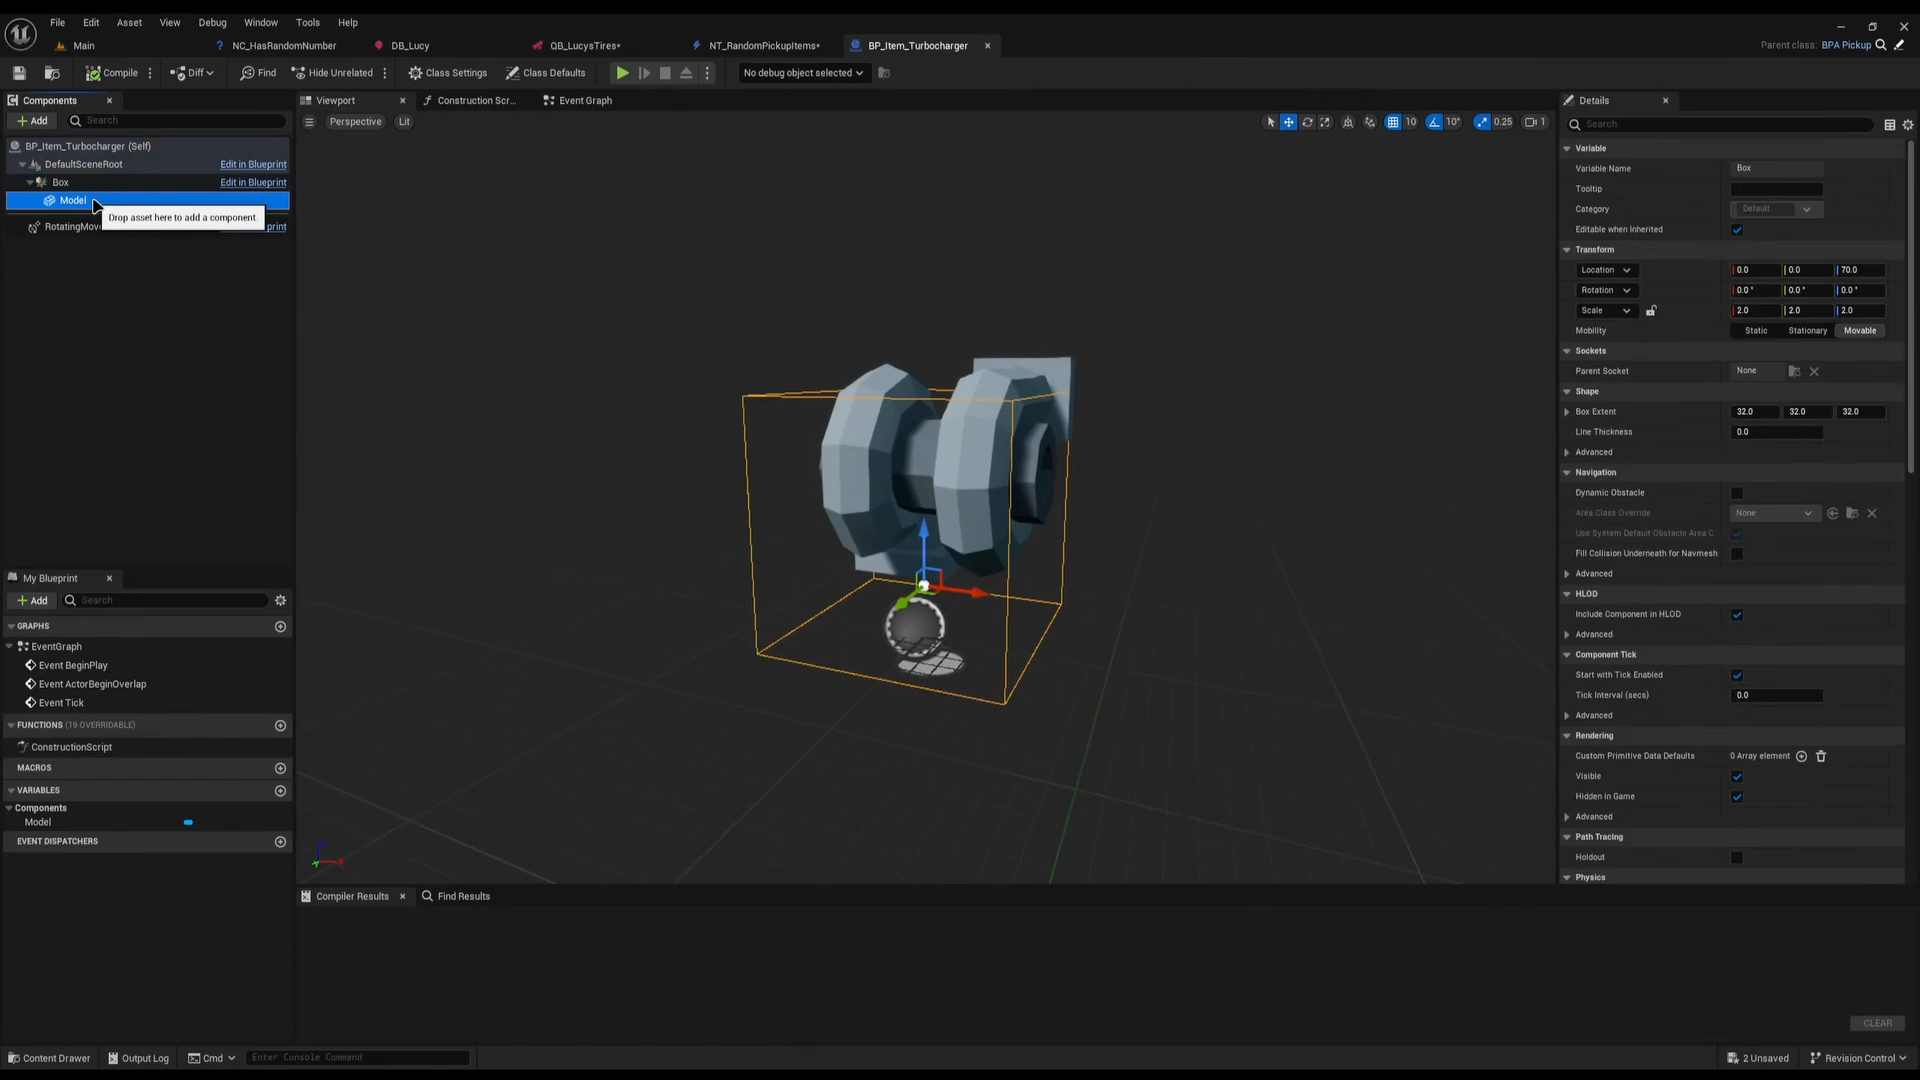 File Edit Asset View Debug Window Tools Help
Main NC_HasRandomNumber DB_Lucy QB_LucysTires* NT_RandomPickupItems* BP_Item_Turbocharger Parent class: BPA Pickup
Compile Diff Find Hide Unrelated Class Settings Class Defaults No debug object selected
Components
Add Search
BP_Item_Turbocharger (Self)
DefaultSceneRoot Edit in Blueprint
Box Edit in Blueprint
Model
Drop asset here to add a component
RotatingMov print
Viewport Construction Scr... Event Graph
Perspective Lit
10 10° 0.25 1
My Blueprint
Add Search
GRAPHS
EventGraph
Event BeginPlay
Event ActorBeginOverlap
Event Tick
FUNCTIONS (19 OVERRIDABLE)
ConstructionScript
MACROS
VARIABLES
Components
Model
EVENT DISPATCHERS
Compiler Results Find Results
CLEAR
Details
Search
Variable
Variable Name Box
Tooltip
Category Default
Editable when Inherited
Transform
Location 0.0 0.0 70.0
Rotation 0.0° 0.0° 0.0°
Scale 2.0 2.0 2.0
Mobility Static Stationary Movable
Sockets
Parent Socket None
Shape
Box Extent 32.0 32.0 32.0
Line Thickness 0.0
Advanced
Navigation
Dynamic Obstacle
Area Class Override None
Use System Default Obstacle Area C
Fill Collision Underneath for Navmesh
Advanced
HLOD
Include Component in HLOD
Advanced
Component Tick
Start with Tick Enabled
Tick Interval (secs) 0.0
Advanced
Rendering
Custom Primitive Data Defaults 0 Array element
Visible
Hidden in Game
Advanced
Path Tracing
Holdout
Physics
Content Drawer Output Log Cmd Enter Console Command 2 Unsaved Revision Control